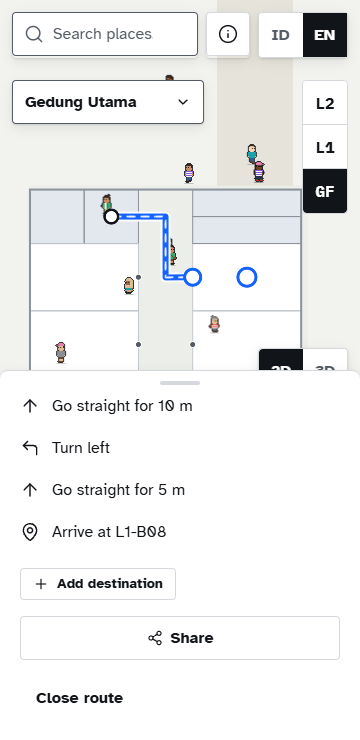 Search places
ID
EN
Gedung Utama
L2
L1
GF
Go straight for 10 m
Turn left
Go straight for 5 m
Arrive at L1-B08
Add destination
Share
Close route